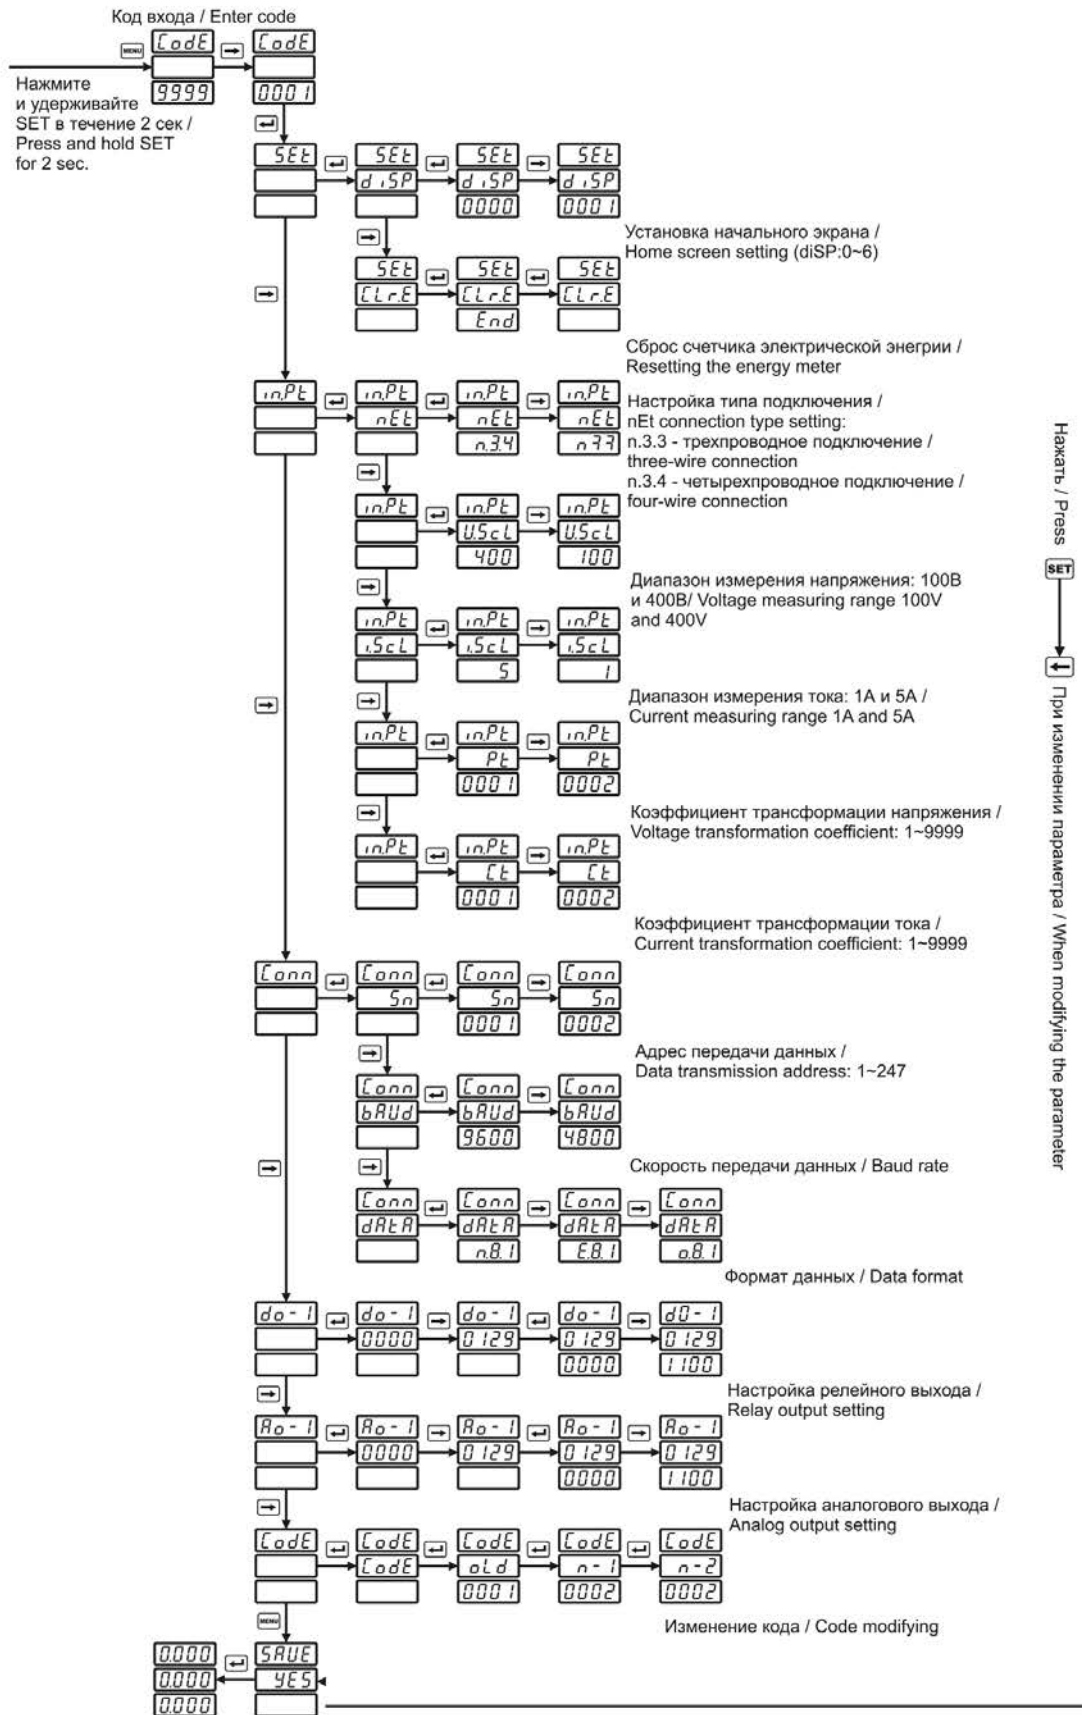 Код входа / Enter code
MENU
CodE CodE
9999 0001
Нажмите
и удерживайте
SET в течение 2 сек /
Press and hold SET
for 2 sec.
SEt SEt SEt SEt
diSP diSP diSP
0000 0001
Установка начального экрана /
Home screen setting (diSP:0~6)
SEt SEt SEt
CLr.E CLr.E CLr.E
End
Сброс счетчика электрической энегрии /
Resetting the energy meter
in.Pt in.Pt in.Pt in.Pt
nEt nEt nEt
n.3.4
Настройка типа подключения /
nEt connection type setting:
n.3.3 - трехпроводное подключение /
three-wire connection
n.3.4 - четырехпроводное подключение /
four-wire connection
in.Pt in.Pt in.Pt
U.ScL U.ScL
400 100
Диапазон измерения напряжения: 100В
и 400В/ Voltage measuring range 100V
and 400V
in.Pt in.Pt in.Pt
i.ScL i.ScL i.ScL
5 1
Диапазон измерения тока: 1А и 5А /
Current measuring range 1A and 5A
in.Pt in.Pt in.Pt
Pt Pt
0001 0002
Коэффициент трансформации напряжения /
Voltage transformation coefficient: 1~9999
in.Pt in.Pt in.Pt
Ct Ct
0001 0002
Коэффициент трансформации тока /
Current transformation coefficient: 1~9999
Conn Conn Conn Conn
Sn Sn Sn
0001 0002
Адрес передачи данных /
Data transmission address: 1~247
Conn Conn Conn
bAUd bAUd bAUd
9600 4800
Скорость передачи данных / Baud rate
Conn Conn Conn Conn
dAtA dAtA dAtA dAtA
n.8.1 E.8.1 o.8.1
Формат данных / Data format
do-1 do-1 do-1 do-1 d0-1
0000 0129 0129 0129
0000 1100
Настройка релейного выхода /
Relay output setting
Ao-1 Ao-1 Ao-1 Ao-1 Ao-1
0000 0129 0129 0129
0000 1100
Настройка аналогового выхода /
Analog output setting
CodE CodE CodE CodE CodE
CodE oLd n-1 n-2
0001 0002 0002
Изменение кода / Code modifying
MENU
0.000 SAUE
0.000 YES
0.000
Нажать / Press
SET
При изменении параметра / When modifying the parameter